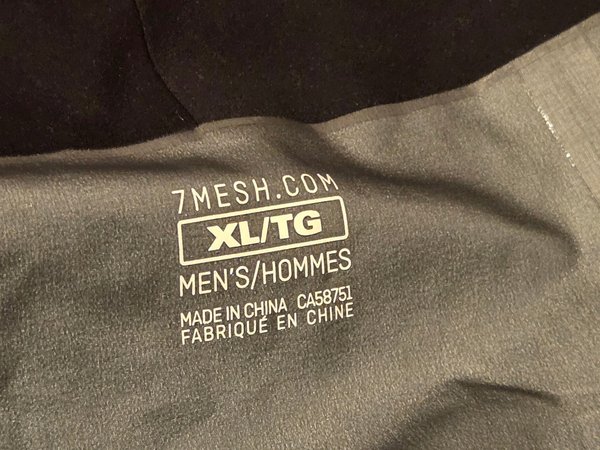 7MESH.COM
XL/TG
MEN'S/HOMMES
MADE IN CHINA CA58751
FABRIQUÉ EN CHINE